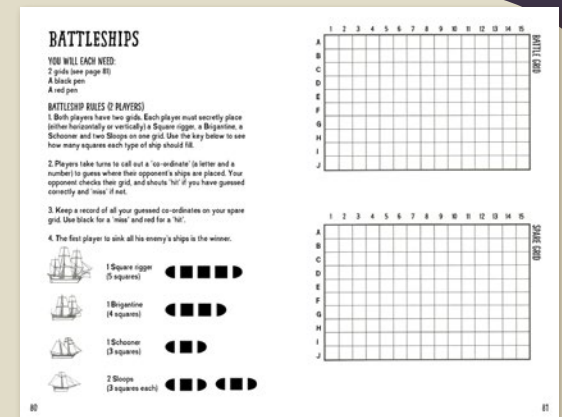 BATTLESHIPS
YOU WILL EACH NEED:
2 grids (see page 81)
A black pen
A red pen
BATTLESHIP RULES (2 PLAYERS)
1. Both players have two grids. Each player must secretly place
(either horizontally or vertically) a Square rigger, a Brigantine, a
Schooner and two Sloops on one grid. Use the key below to see
how many squares each type of ship should fill.
2. Players take turns to call out a 'co-ordinate' (a letter and a
number) to guess where their opponent's ships are placed. Your
opponent checks their grid, and shouts 'hit' if you have guessed
correctly and 'miss' if not.
3. Keep a record of all your guessed co-ordinates on your spare
grid. Use black for a 'miss' and red for a 'hit'.
4. The first player to sink all his enemy's ships is the winner.
1 Square rigger
(5 squares)
1 Brigantine
(4 squares)
1 Schooner
(3 squares)
2 Sloops
(3 squares each)
80
1 2 3 4 5 6 7 8 9 10 11 12 13 14 15
A
B
C
D
E
F
G
H
I
J
BATTLE GRID
1 2 3 4 5 6 7 8 9 10 11 12 13 14 15
A
B
C
D
E
F
G
H
I
J
SPARE GRID
81